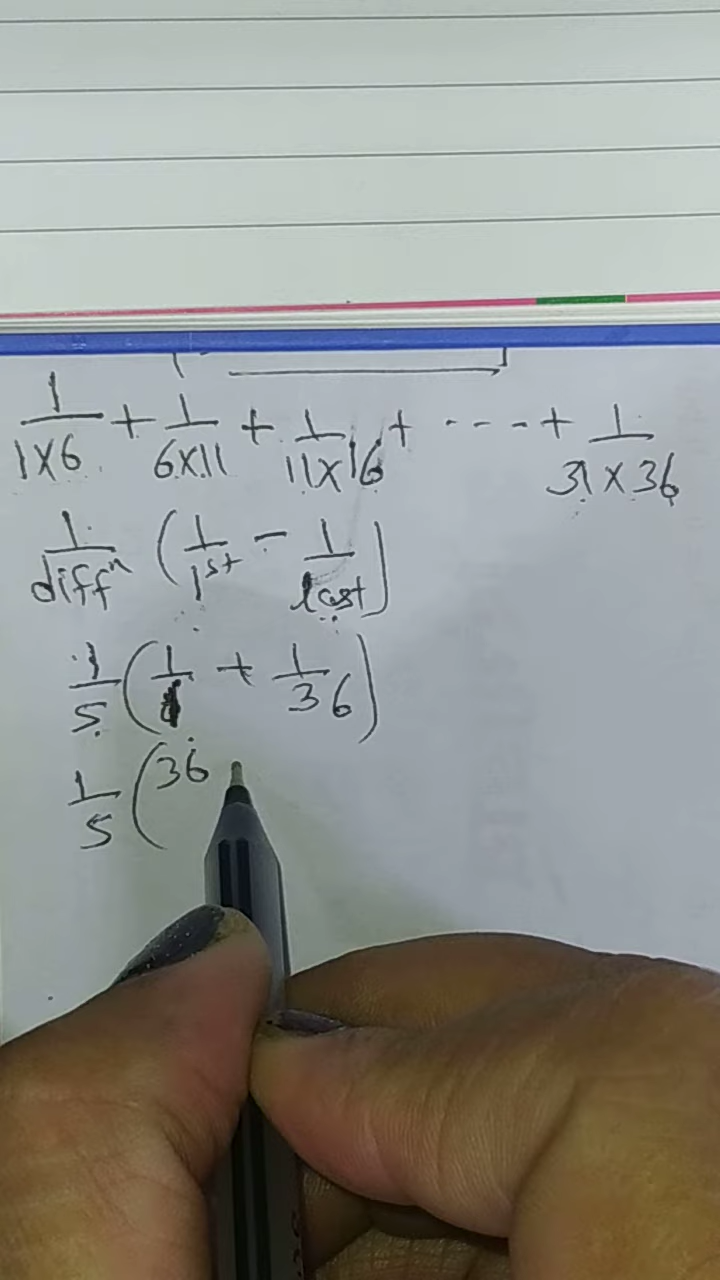 1/(1×6) + 1/(6×11) + 1/(11×16) + ---- + 1/(31×36)
1/diffⁿ (1/1ˢᵗ - 1/last)
1/5 (1/1 + 1/36)
1/5 (36